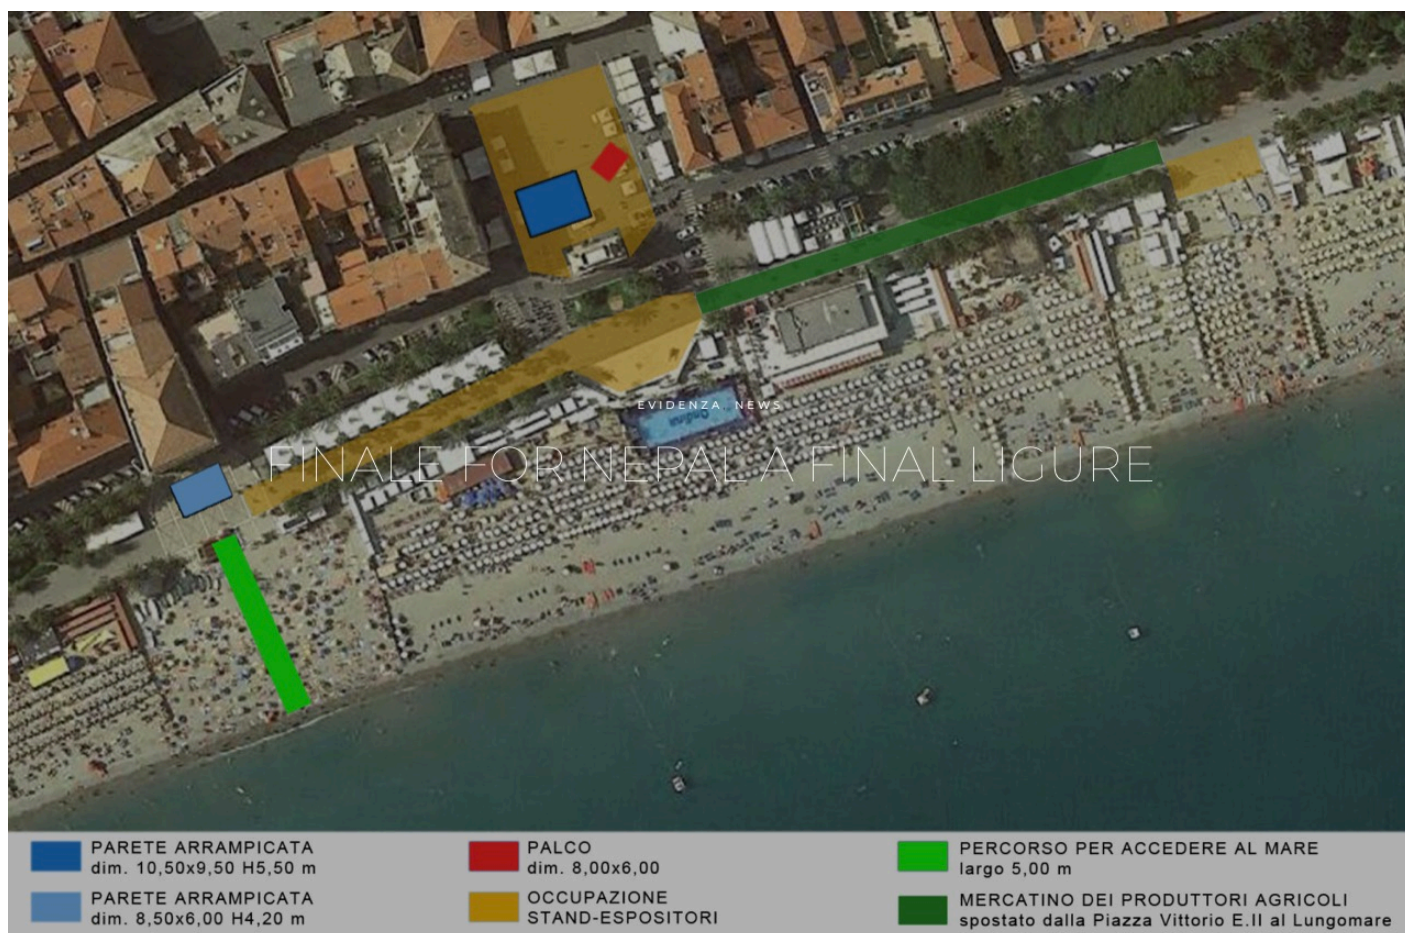 EVIDENZA NEWS
FINALE FOR NEPAL A FINAL LIGURE
PARETE ARRAMPICATA
dim. 10,50x9,50 H5,50 m
PARETE ARRAMPICATA
dim. 8,50x6,00 H4,20 m
PALCO
dim. 8,00x6,00
OCCUPAZIONE
STAND-ESPOSITORI
PERCORSO PER ACCEDERE AL MARE
largo 5,00 m
MERCATINO DEI PRODUTTORI AGRICOLI
spostato dalla Piazza Vittorio E.II al Lungomare